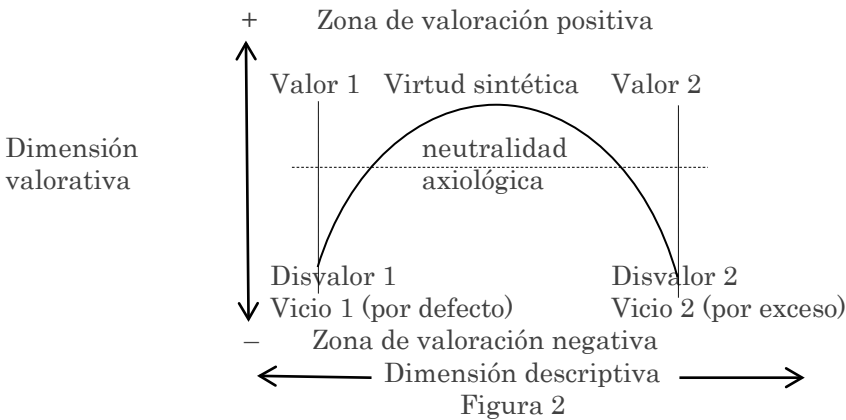 + Zona de valoración positiva
Valor 1 Virtud sintética Valor 2
Dimensión
valorativa
neutralidad
axiológica
Disvalor 1 Disvalor 2
Vicio 1 (por defecto) Vicio 2 (por exceso)
– Zona de valoración negativa
Dimensión descriptiva
Figura 2